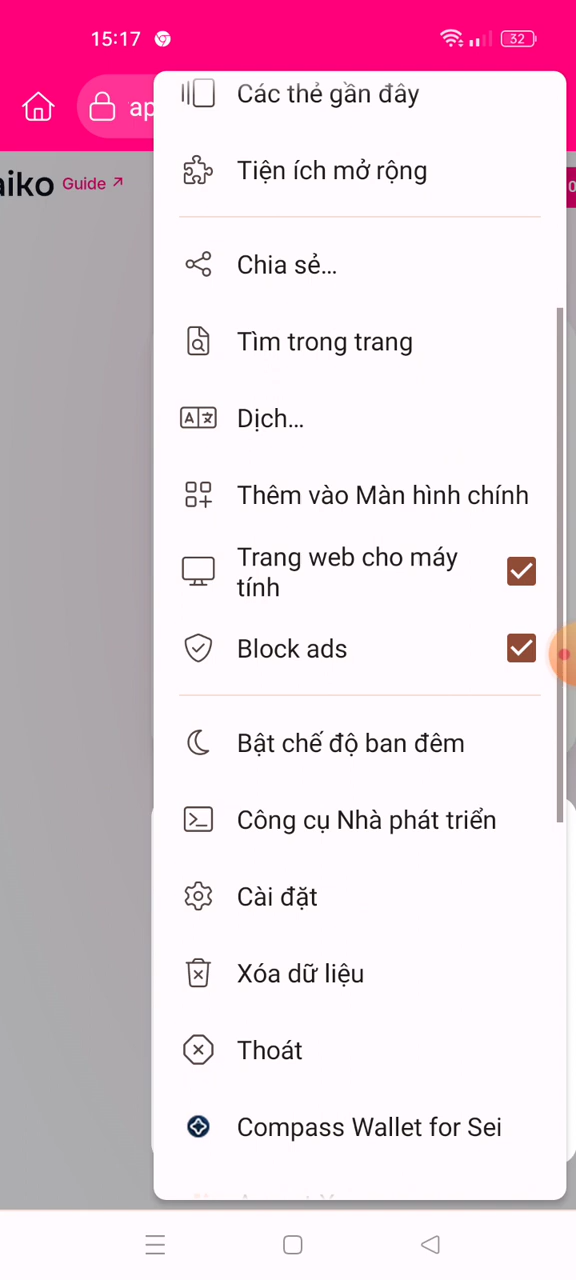 15:17
32
ap
Các thẻ gần đây
Tiện ích mở rộng
aiko Guide ↗
Chia sẻ...
Tìm trong trang
Dịch...
Thêm vào Màn hình chính
Trang web cho máy
tính
Block ads
Bật chế độ ban đêm
Công cụ Nhà phát triển
Cài đặt
Xóa dữ liệu
Thoát
Compass Wallet for Sei